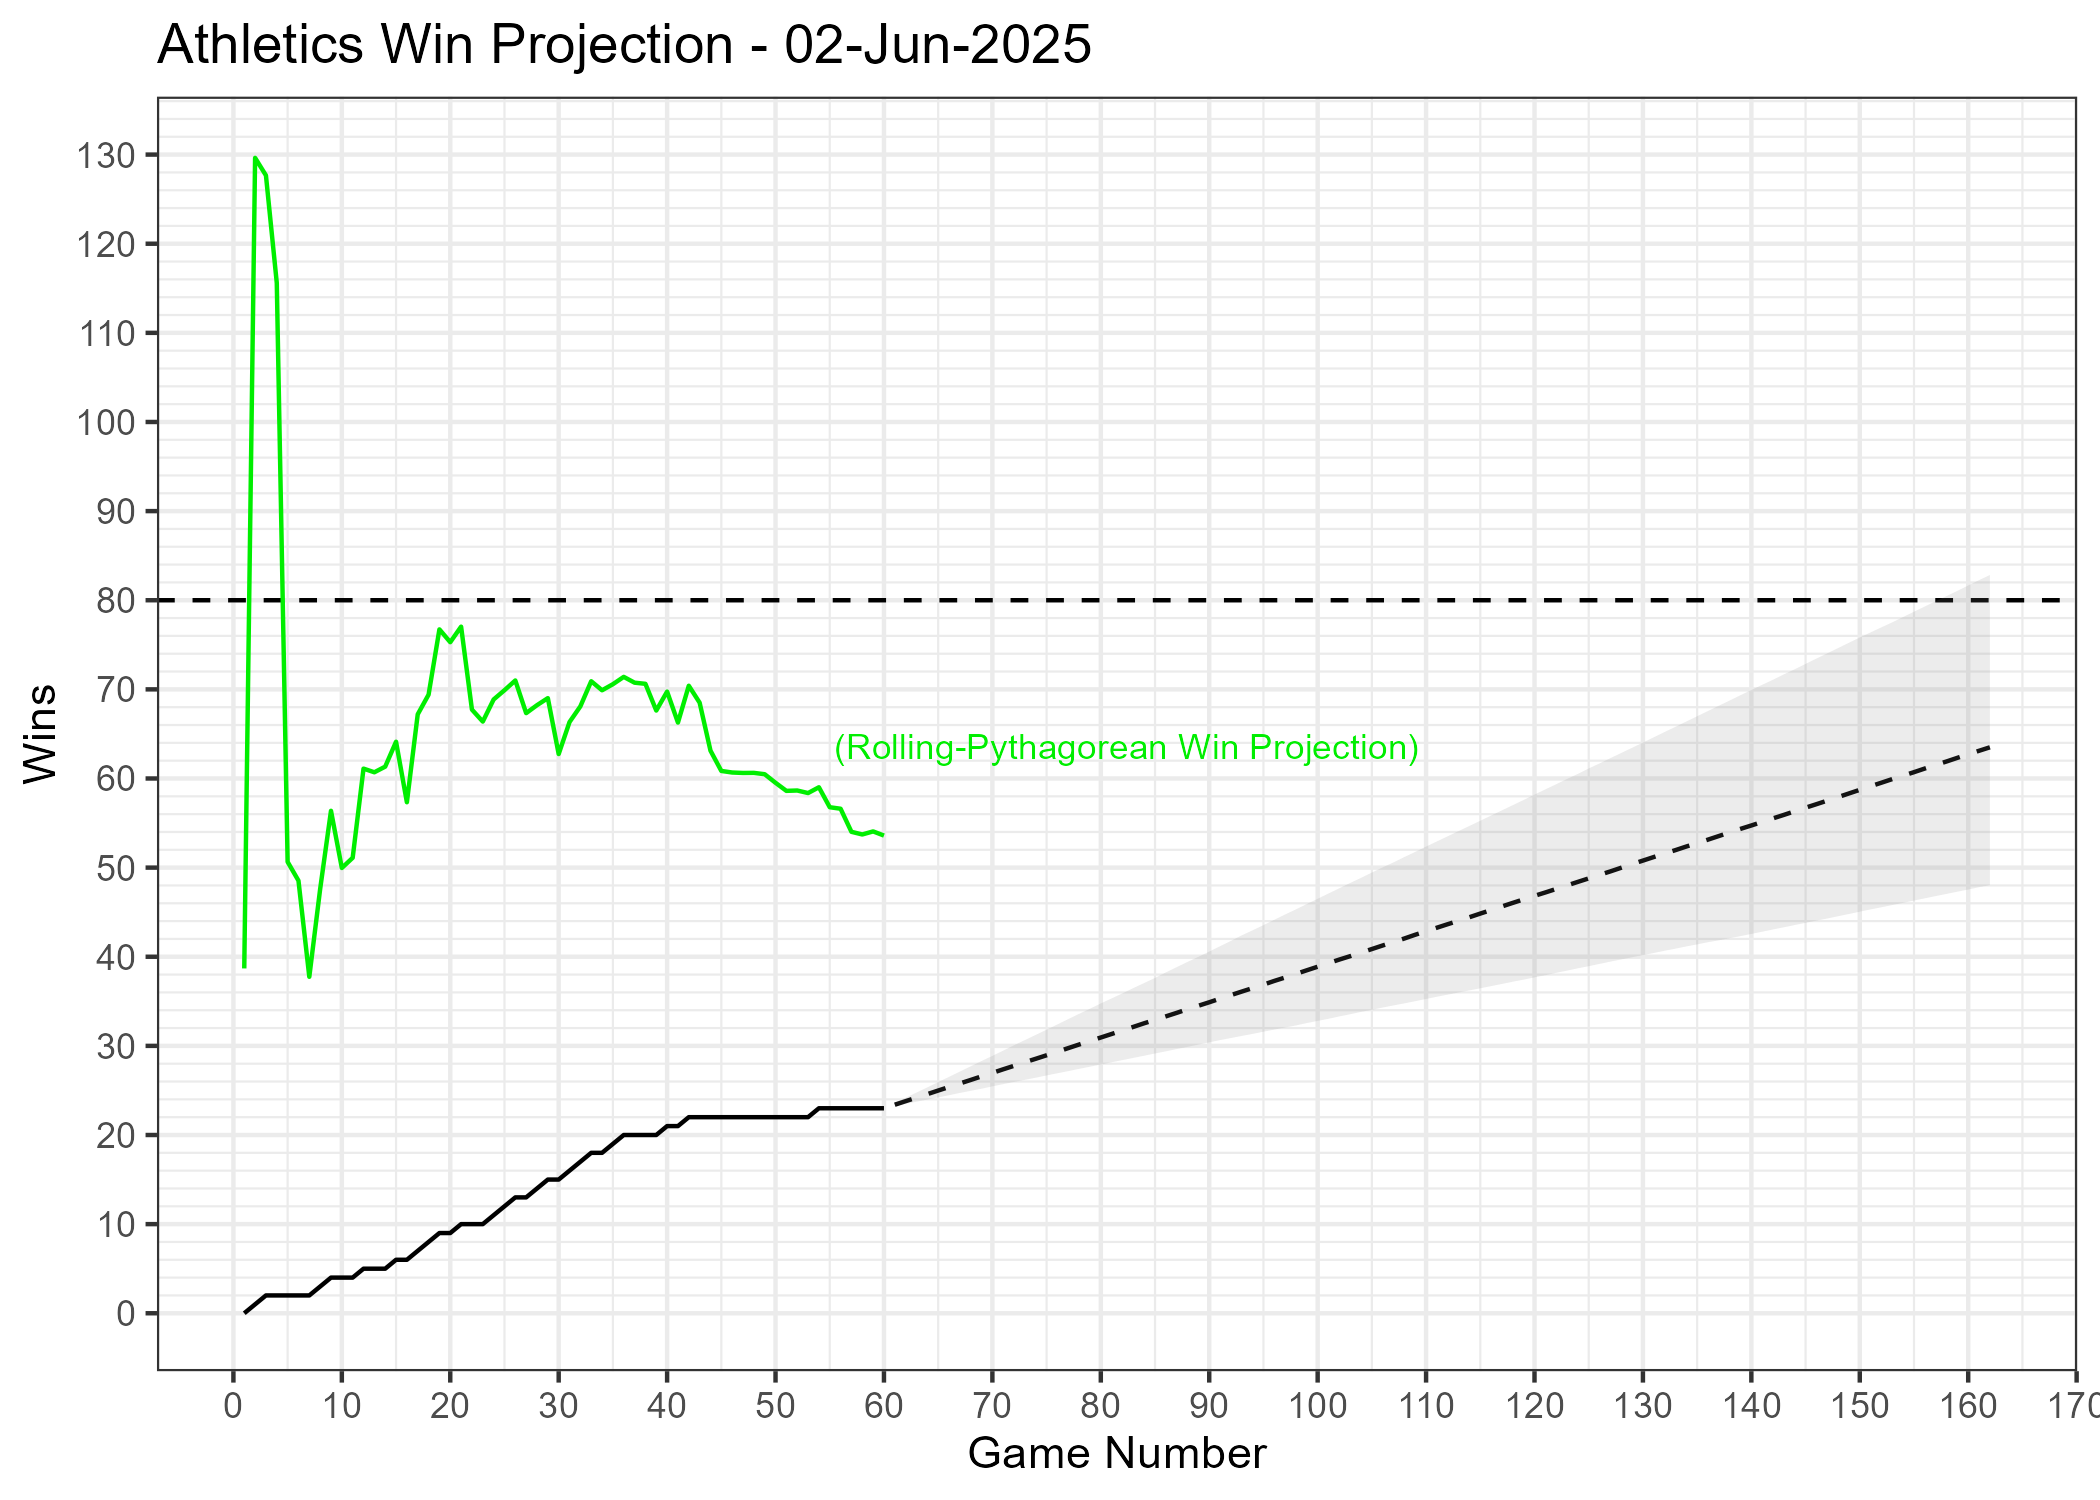 Athletics Win Projection - 02-Jun-2025
130
120
110
100
90
80
70
60
50
40
30
20
10
0
Wins
(Rolling-Pythagorean Win Projection)
0 10 20 30 40 50 60 70 80 90 100 110 120 130 140 150 160 170
Game Number